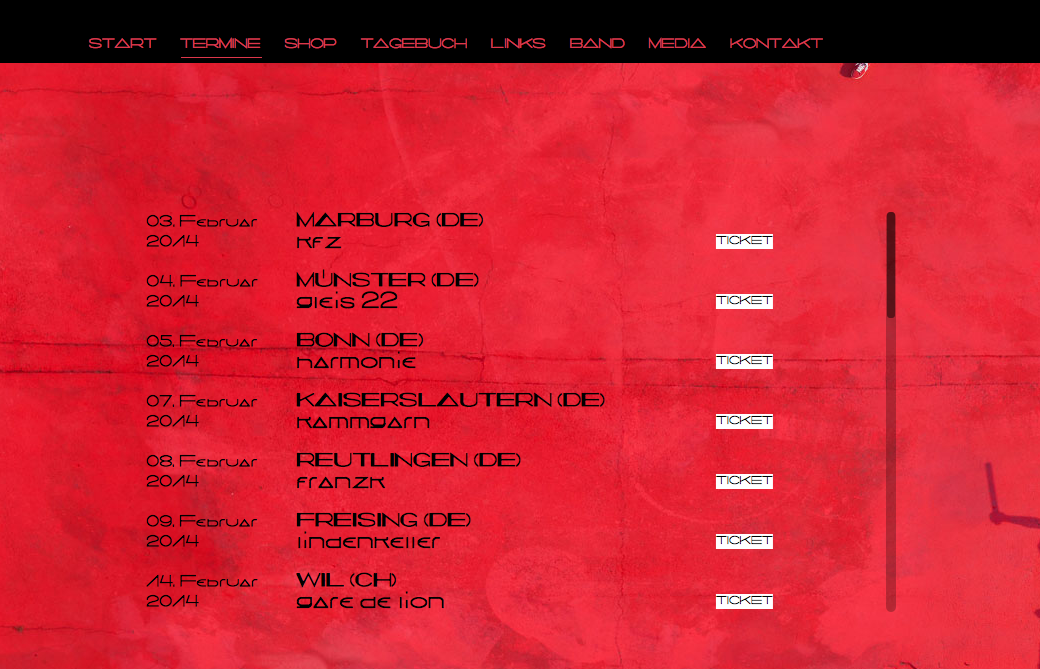 START TERMINE SHOP TAGEBUCH LINKS BAND MEDIA KONTAKT
03. Februar 2014
MARBURG (DE)
kfz
TICKET
04. Februar 2014
MÜNSTER (DE)
gleis 22
TICKET
05. Februar 2014
BONN (DE)
harmonie
TICKET
07. Februar 2014
KAISERSLAUTERN (DE)
kammgarn
TICKET
08. Februar 2014
REUTLINGEN (DE)
franzk
TICKET
09. Februar 2014
FREISING (DE)
lindenkeller
TICKET
14. Februar 2014
WIL (CH)
gare de lion
TICKET